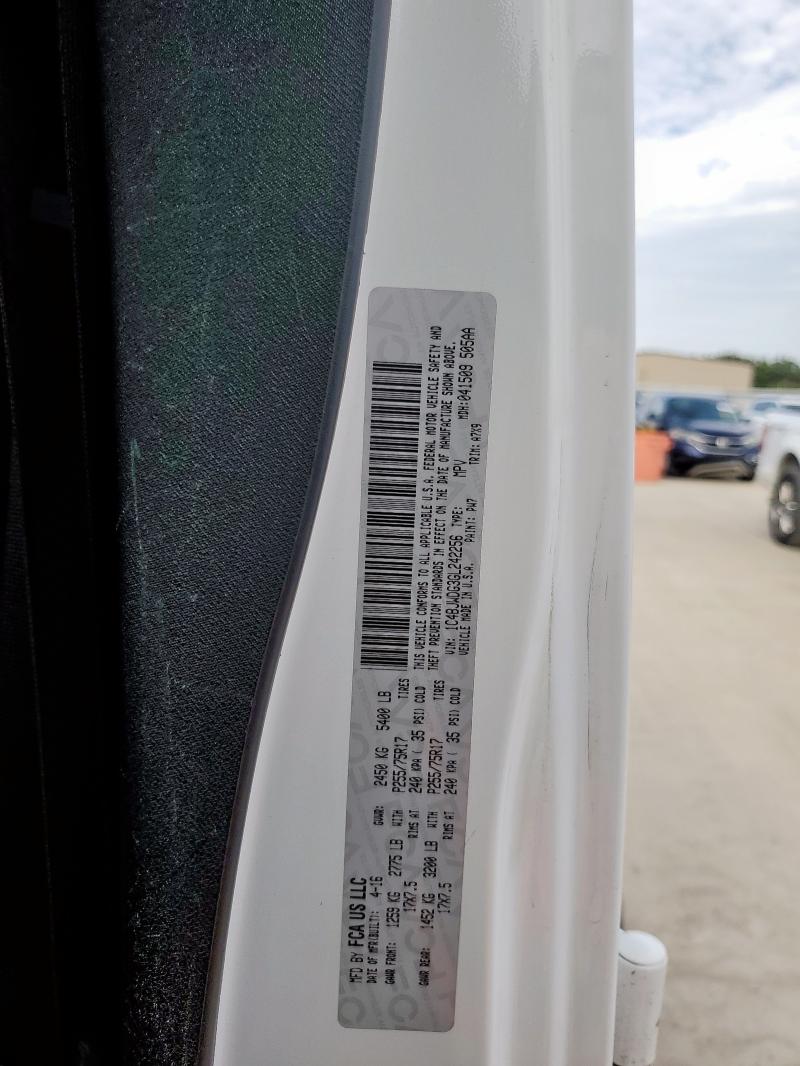 MFD BY FCA US LLC
DATE OF MFR(BUILT): 4-16 GVWR: 2450 KG 5400 LB
GAWR FRONT: 1259 KG 2775 LB WITH P255/75R17 TIRES
17X7.5 RIMS AT 240 KPA ( 35 PSI) COLD
GAWR REAR: 1452 KG 3200 LB WITH P255/75R17 TIRES
17X7.5 RIMS AT 240 KPA ( 35 PSI) COLD
THIS VEHICLE CONFORMS TO ALL APPLICABLE U.S.A. FEDERAL MOTOR VEHICLE SAFETY AND
THEFT PREVENTION STANDARDS IN EFFECT ON THE DATE OF MANUFACTURE SHOWN ABOVE.
VIN: 1C4BJWDG3GL242256 TYPE: MPV MDH:041509 505AA
VEHICLE MADE IN U.S.A. PAINT: PW7 TRIM: A7X9